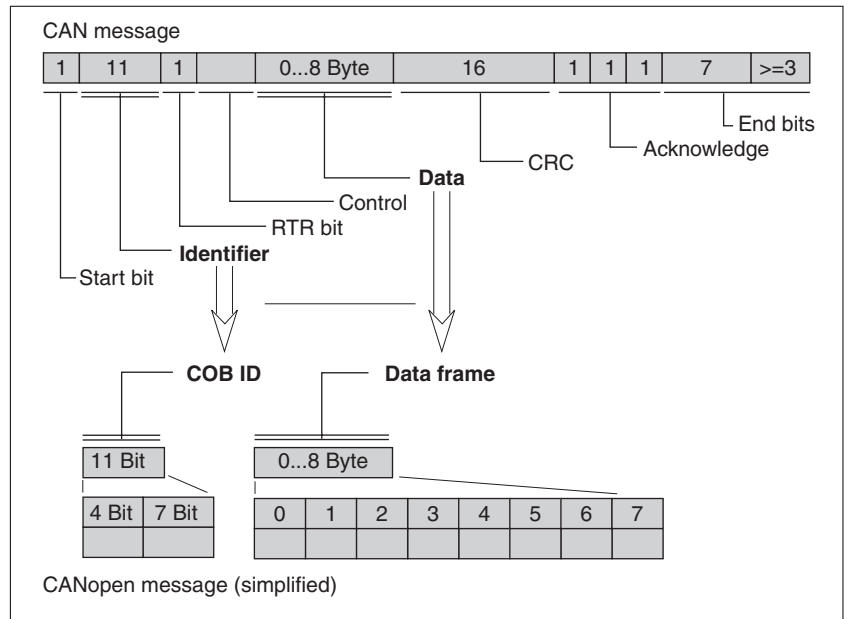 CAN message
1 11 1 0...8 Byte 16 1 1 1 7 >=3
End bits
Acknowledge
CRC
Data
Control
RTR bit
Identifier
Start bit
COB ID Data frame
11 Bit 0...8 Byte
4 Bit 7 Bit 0 1 2 3 4 5 6 7
CANopen message (simplified)